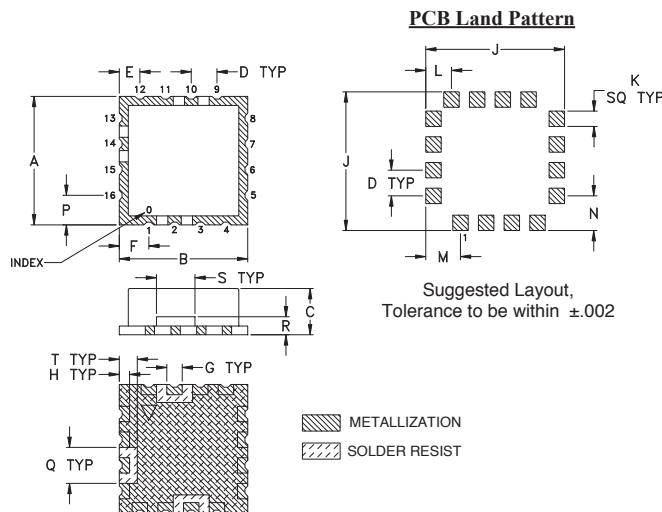 PCB Land Pattern
E
D TYP
12 11 10 9
13
14
15
16
8
7
6
5
A
P
0
1 2 3 4
F
B
INDEX
J
L
K
SQ TYP
J
D TYP
N
1
M
Suggested Layout,
Tolerance to be within ±.002
S TYP
C
R
T TYP
H TYP
G TYP
Q TYP
METALLIZATION
SOLDER RESIST